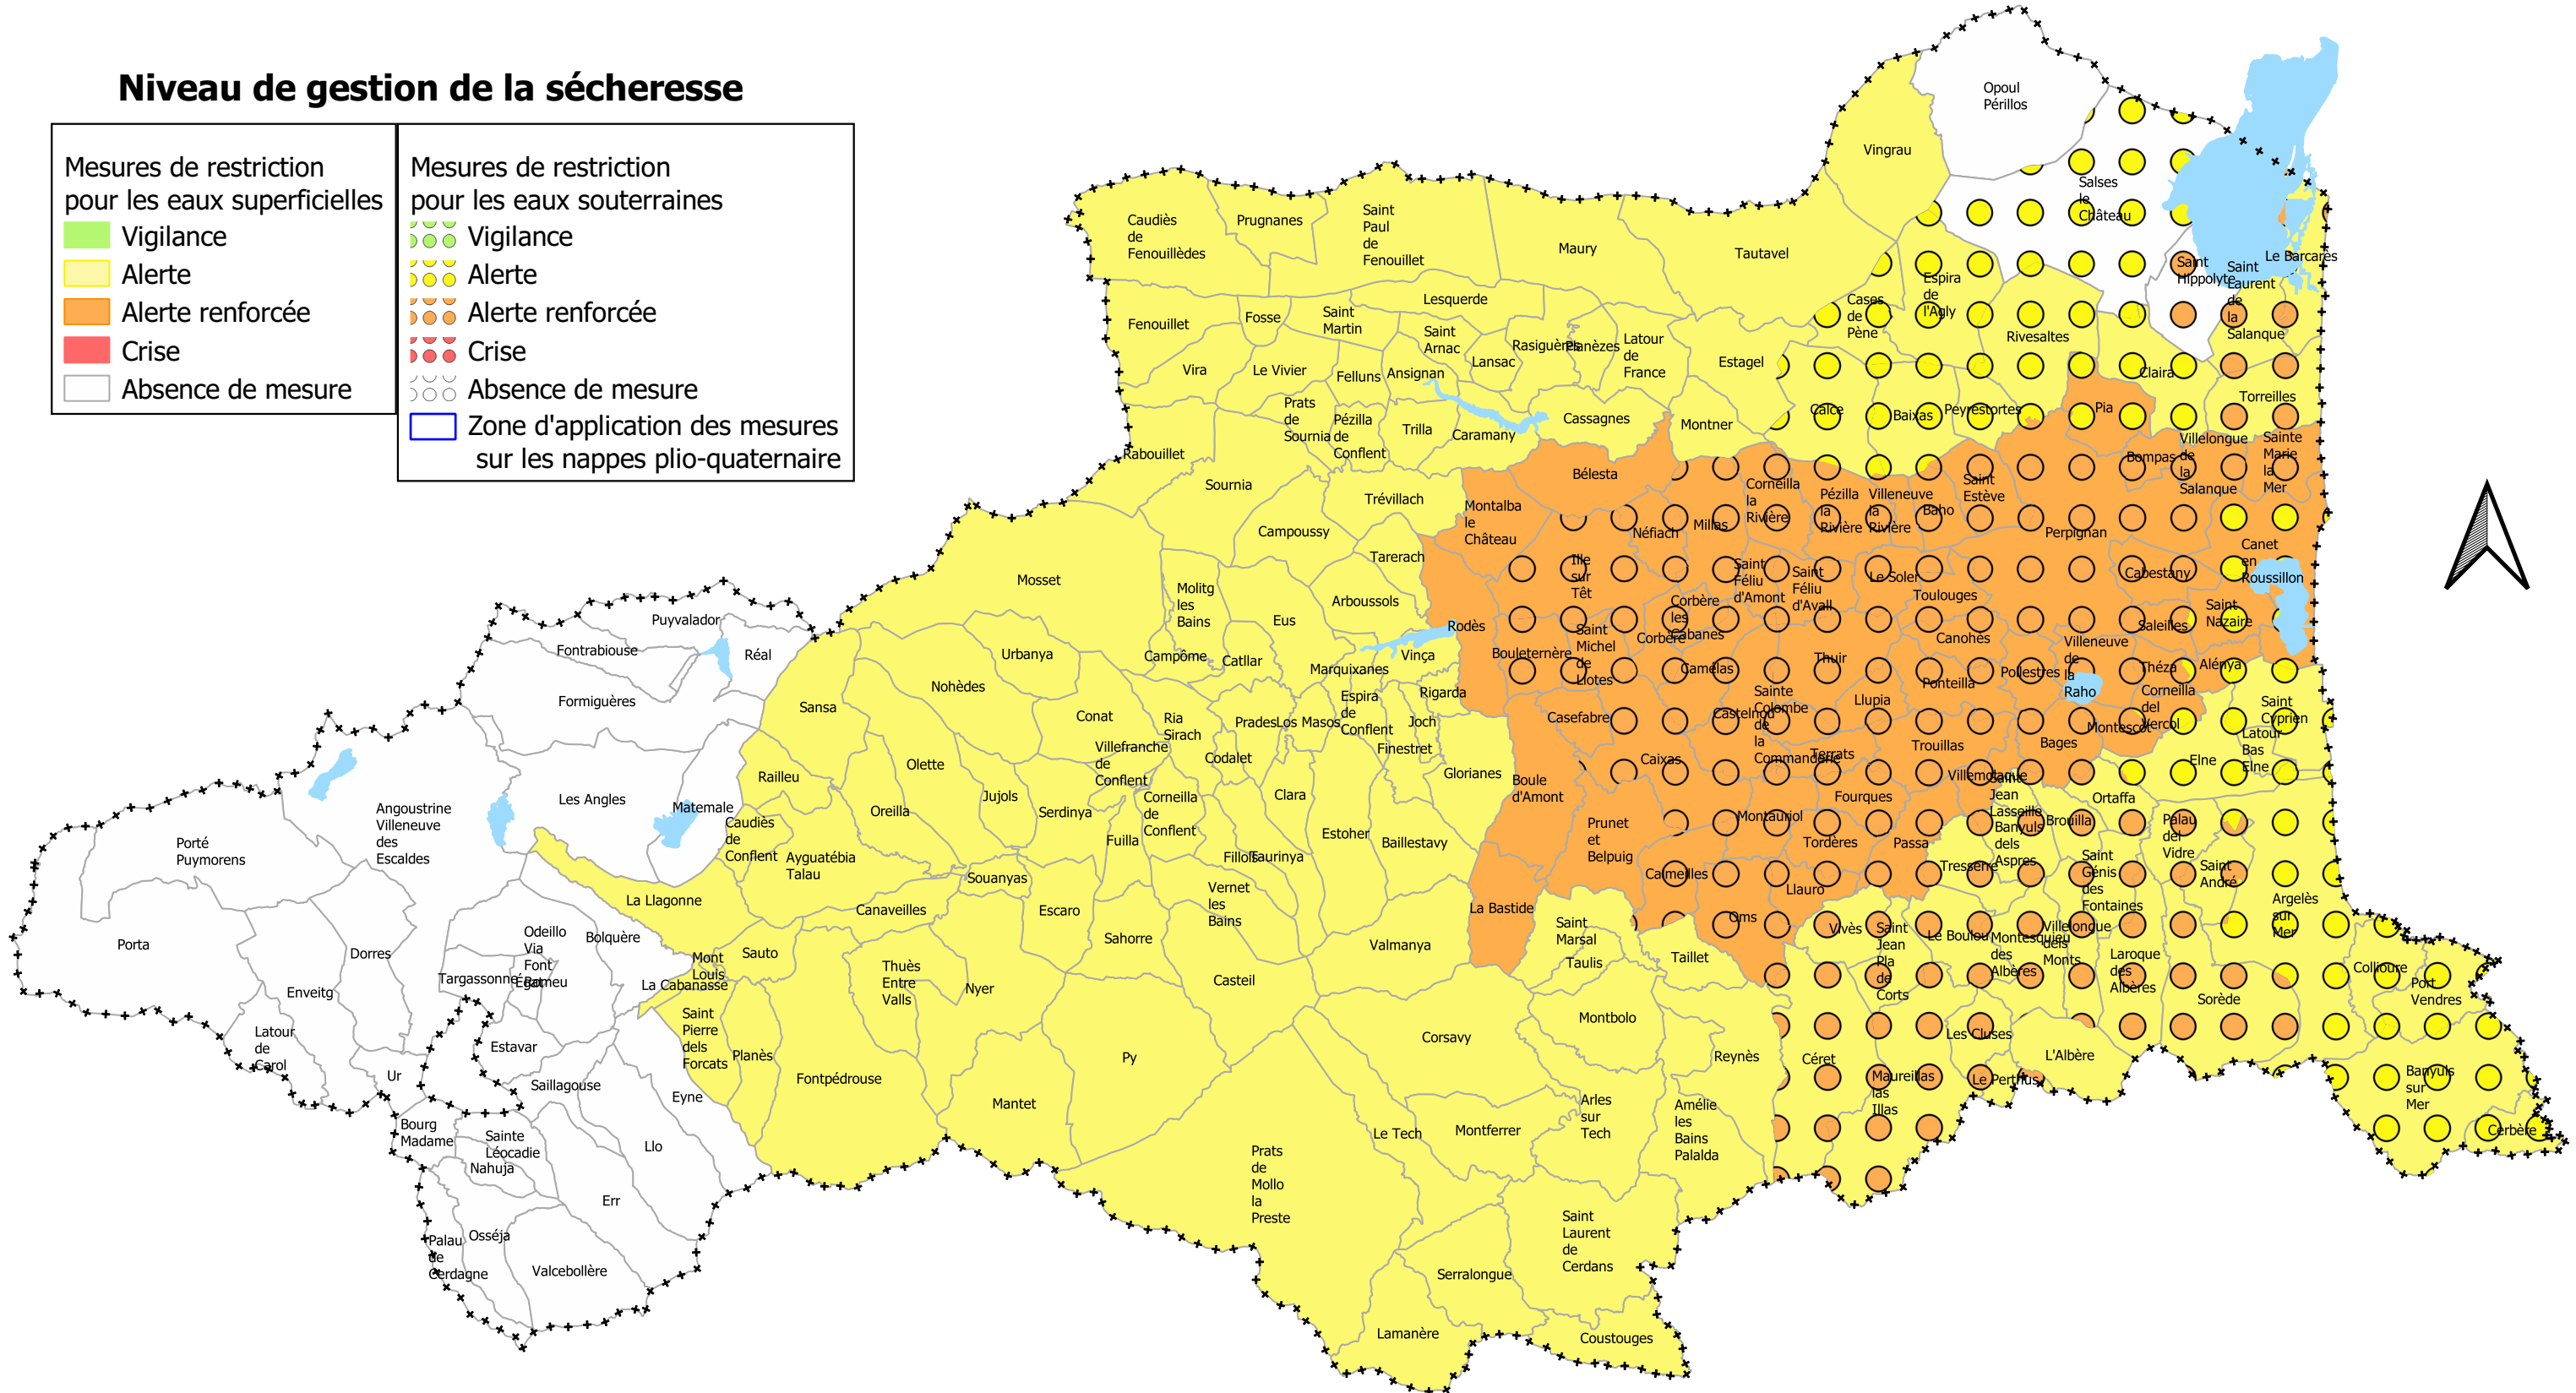 Niveau de gestion de la sécheresse
Mesures de restriction
pour les eaux superficielles
Vigilance
Alerte
Alerte renforcée
Crise
Absence de mesure
Mesures de restriction
pour les eaux souterraines
Vigilance
Alerte
Alerte renforcée
Crise
Absence de mesure
Zone d'application des mesures
sur les nappes plio-quaternaire
Opoul
Périllos
Vingrau
Salses
le
Château
Caudiès
de
Fenouillèdes
Prugnanes
Saint
Paul
de
Fenouillet
Maury
Tautavel
Le Barcarès
Saint
Hippolyte
Saint
Laurent
de
la
Salanque
Espira
de
l'Agly
Cases
de
Pène
Rivesaltes
Fenouillet
Fosse
Saint
Martin
Lesquerde
Saint
Arnac
Rasiguères
Planèzes
Latour
de
France
Estagel
Vira
Le Vivier
Felluns
Ansignan
Lansac
Claira
Torreilles
Prats
de
Sournia
Pézilla
de
Conflent
Trilla
Caramany
Cassagnes
Montner
Calce
Baixas
Peyrestortes
Pia
Rabouillet
Sournia
Trévillach
Bélesta
Bompas
Villelongue
de
la
Salanque
Sainte
Marie
la
Mer
Montalba
le
Château
Corneilla
la
Rivière
Pézilla
la
Rivière
Villeneuve
la
Rivière
Saint
Estève
Baho
Campoussy
Néfiach
Millas
Perpignan
Tarerach
Canet
en
Roussillon
Mosset
Molitg
les
Bains
Eus
Arboussols
Ille
sur
Têt
Saint
Féliu
d'Amont
Saint
Féliu
d'Avall
Le Soler
Toulouges
Cabestany
Puyvalador
Fontrabiouse
Réal
Rodès
Corbère
les
Cabanes
Corbère
Saint
Michel
de
Llotes
Saint
Nazaire
Saleilles
Canohès
Villeneuve
de
la
Raho
Urbanya
Campôme
Catllar
Marquixanes
Vinça
Bouleternère
Camélas
Thuir
Ponteilla
Pollestres
Théza
Alénya
Formiguères
Sansa
Nohèdes
Conat
Ria
Sirach
Prades
Los Masos
Espira
de
Conflent
Rigarda
Joch
Finestret
Casefabre
Castelnou
Sainte
Colombe
de
la
Commanderie
Llupia
Corneilla
del
Vercol
Montescot
Saint
Cyprien
Latour
Bas
Elne
Villefranche
de
Conflent
Codalet
Glorianes
Boule
d'Amont
Caixas
Terrats
Trouillas
Bages
Elne
Railleu
Olette
Jujols
Villemolaque
Les Angles
Matemale
Angoustrine
Villeneuve
des
Escaldes
Oreilla
Serdinya
Corneilla
de
Conflent
Clara
Fourques
Saint
Jean
Lasseille
Ortaffa
Caudiès
de
Conflent
Fuilla
Estoher
Baillestavy
Prunet
et
Belpuig
Montauriol
Banyuls
dels
Aspres
Brouilla
Palau
del
Vidre
Porté
Puymorens
Ayguatébia
Talau
Fillols
Taurinya
Tordères
Passa
Tresserre
Saint
Génis
des
Fontaines
Saint
André
Souanyas
Vernet
les
Bains
Calmeilles
Llauro
Argelès
sur
Mer
La Llagonne
Canaveilles
Escaro
La Bastide
Oms
Porta
Dorres
Odeillo
Via
Font
Romeu
Bolquère
Sahorre
Valmanya
Saint
Marsal
Vivès
Saint
Jean
Pla
de
Corts
Le Boulou
Montesquieu
des
Albères
Villelongue
dels
Monts
Laroque
des
Albères
Sauto
Mont
Louis
Taulis
Taillet
Collioure
Port
Vendres
Enveitg
Targassonne
Égat
La Cabanasse
Thuès
Entre
Valls
Nyer
Casteil
Sorède
Latour
de
Carol
Estavar
Saint
Pierre
dels
Forcats
Planès
Fontpédrouse
Py
Corsavy
Montbolo
Reynès
Céret
Les Cluses
L'Albère
Ur
Saillagouse
Eyne
Mantet
Maureillas
las
Illas
Le Perthus
Banyuls
sur
Mer
Cerbère
Bourg
Madame
Sainte
Léocadie
Nahuja
Llo
Le Tech
Montferrer
Arles
sur
Tech
Amélie
les
Bains
Palalda
Prats
de
Mollo
la
Preste
Err
Osséja
Palau
de
Cerdagne
Valcebollère
Saint
Laurent
de
Cerdans
Serralongue
Lamanère
Coustouges